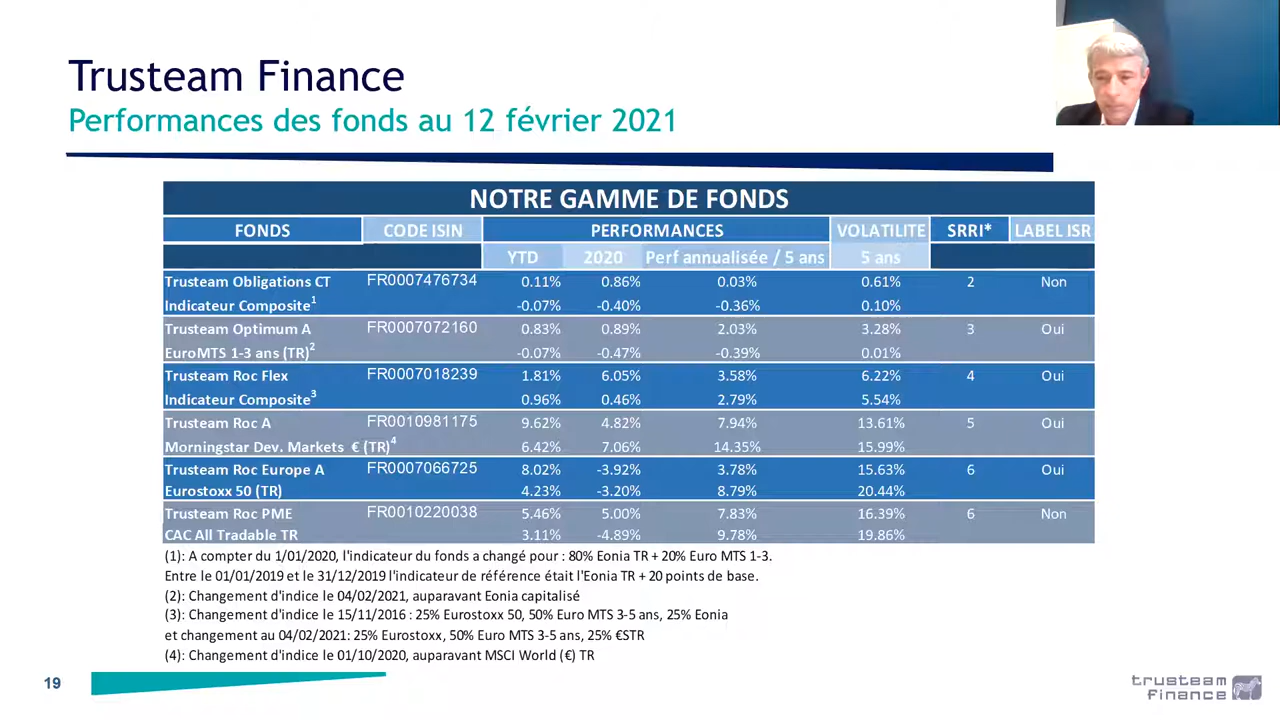 Trusteam Finance
Performances des fonds au 12 février 2021
NOTRE GAMME DE FONDS
FONDS CODE ISIN PERFORMANCES VOLATILITE SRRI* LABEL ISR
YTD 2020 Perf annualisée / 5 ans 5 ans
Trusteam Obligations CT FR0007476734 0.11% 0.86% 0.03% 0.61% 2 Non
Indicateur Composite1 -0.07% -0.40% -0.36% 0.10%
Trusteam Optimum A FR0007072160 0.83% 0.89% 2.03% 3.28% 3 Oui
EuroMTS 1-3 ans (TR)2 -0.07% -0.47% -0.39% 0.01%
Trusteam Roc Flex FR0007018239 1.81% 6.05% 3.58% 6.22% 4 Oui
Indicateur Composite3 0.96% 0.46% 2.79% 5.54%
Trusteam Roc A FR0010981175 9.62% 4.82% 7.94% 13.61% 5 Oui
Morningstar Dev. Markets € (TR)4 6.42% 7.06% 14.35% 15.99%
Trusteam Roc Europe A FR0007066725 8.02% -3.92% 3.78% 15.63% 6 Oui
Eurostoxx 50 (TR) 4.23% -3.20% 8.79% 20.44%
Trusteam Roc PME FR0010220038 5.46% 5.00% 7.83% 16.39% 6 Non
CAC All Tradable TR 3.11% -4.89% 9.78% 19.86%
(1): A compter du 1/01/2020, l'indicateur du fonds a changé pour : 80% Eonia TR + 20% Euro MTS 1-3.
Entre le 01/01/2019 et le 31/12/2019 l'indicateur de référence était l'Eonia TR + 20 points de base.
(2): Changement d'indice le 04/02/2021, auparavant Eonia capitalisé
(3): Changement d'indice le 15/11/2016 : 25% Eurostoxx 50, 50% Euro MTS 3-5 ans, 25% Eonia
et changement au 04/02/2021: 25% Eurostoxx, 50% Euro MTS 3-5 ans, 25% €STR
(4): Changement d'indice le 01/10/2020, auparavant MSCI World (€) TR
19
trusteam
finance